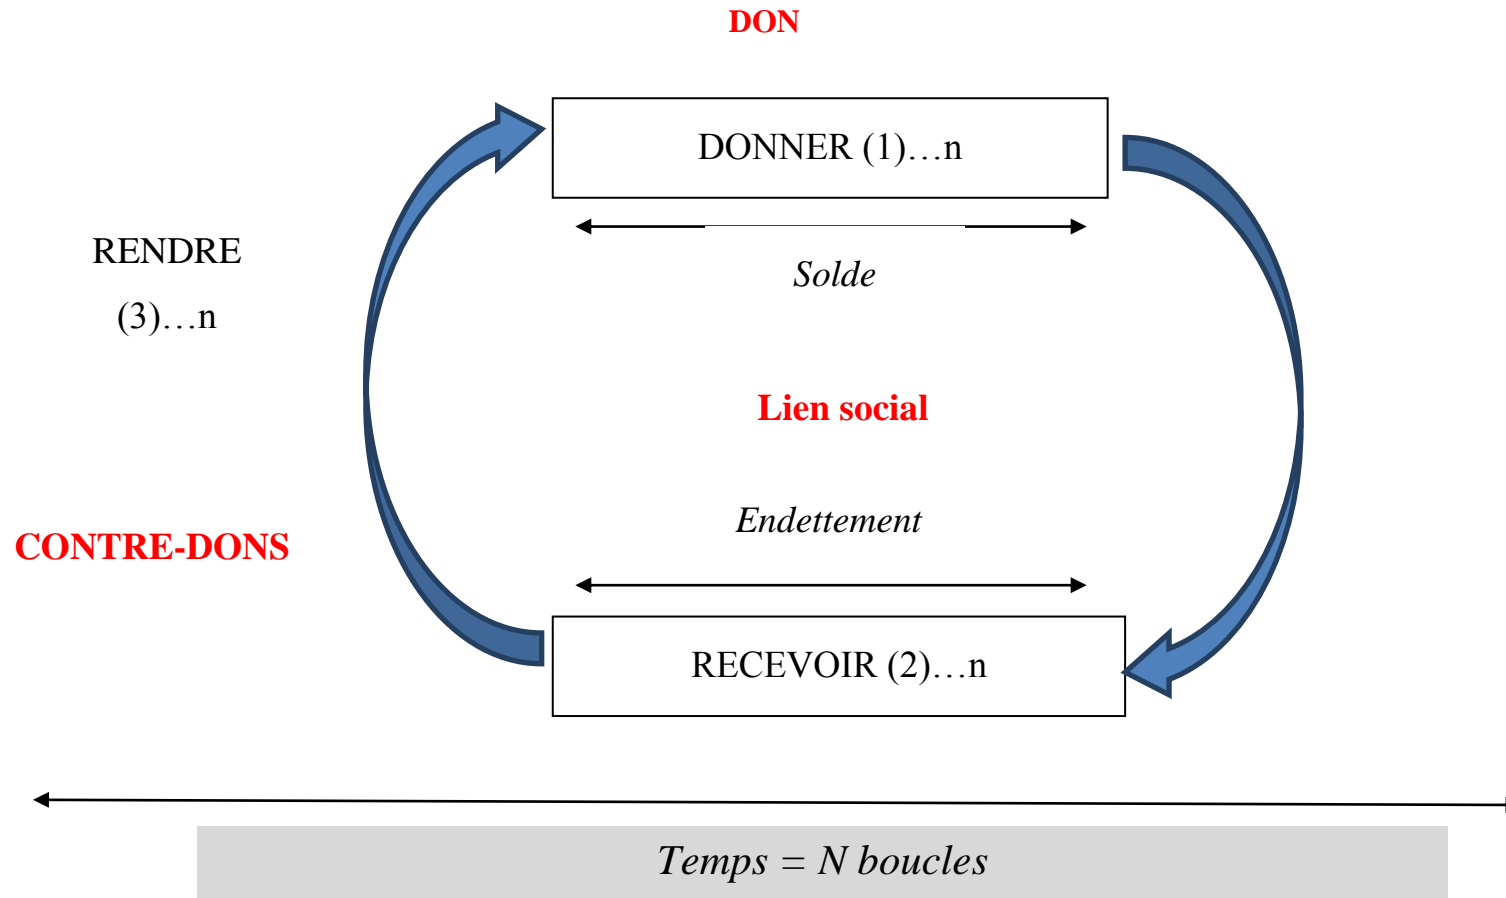 DON
DONNER (1)…n
RENDRE
(3)…n
Solde
Lien social
Endettement
CONTRE-DONS
RECEVOIR (2)…n
Temps = N boucles